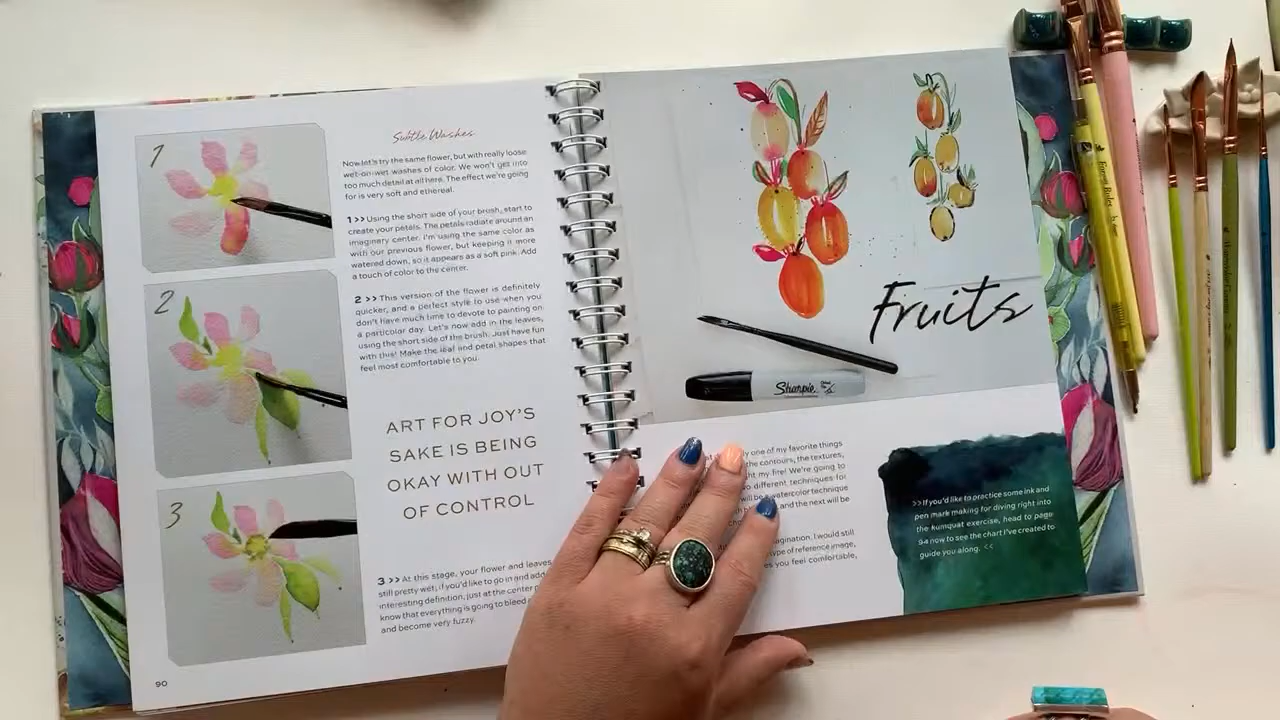 1
2
3
Subtle Washes
Now let's try the same flower, but with really loose
wet-on-wet washes of color. We won't get into
too much detail at all here. The effect we're going
for is very soft and ethereal.
1 >> Using the short side of your brush, start to
create your petals. The petals radiate around an
imaginary center. I'm using the same color as
with our previous flower, but keeping it more
watered down, so it appears as a soft pink. Add
a touch of color to the center.
2 >> This version of the flower is definitely
quicker, and a perfect style to use when you
don't have much time to devote to painting on
a particular day. Let's now add in the leaves,
using the short side of the brush. Just have fun
with this! Make the leaf and petal shapes that
feel most comfortable to you.
ART FOR JOY'S
SAKE IS BEING
OKAY WITH OUT
OF CONTROL
3 >> At this stage, your flower and leaves
still pretty wet; if you'd like to go in and add
interesting definition, just at the center
know that everything is going to bleed
and become very fuzzy.
90
Fruits
Sharpie
one of my favorite things
the contours, the textures,
my fire! We're going to
different techniques for
will be a watercolor technique
and the next will be
imagination. I would still
type of reference image,
you feel comfortable,
>> If you'd like to practice some ink and
pen mark making for diving right into
the kumquat exercise, head to page
94 now to see the chart I've created to
guide you along. <<